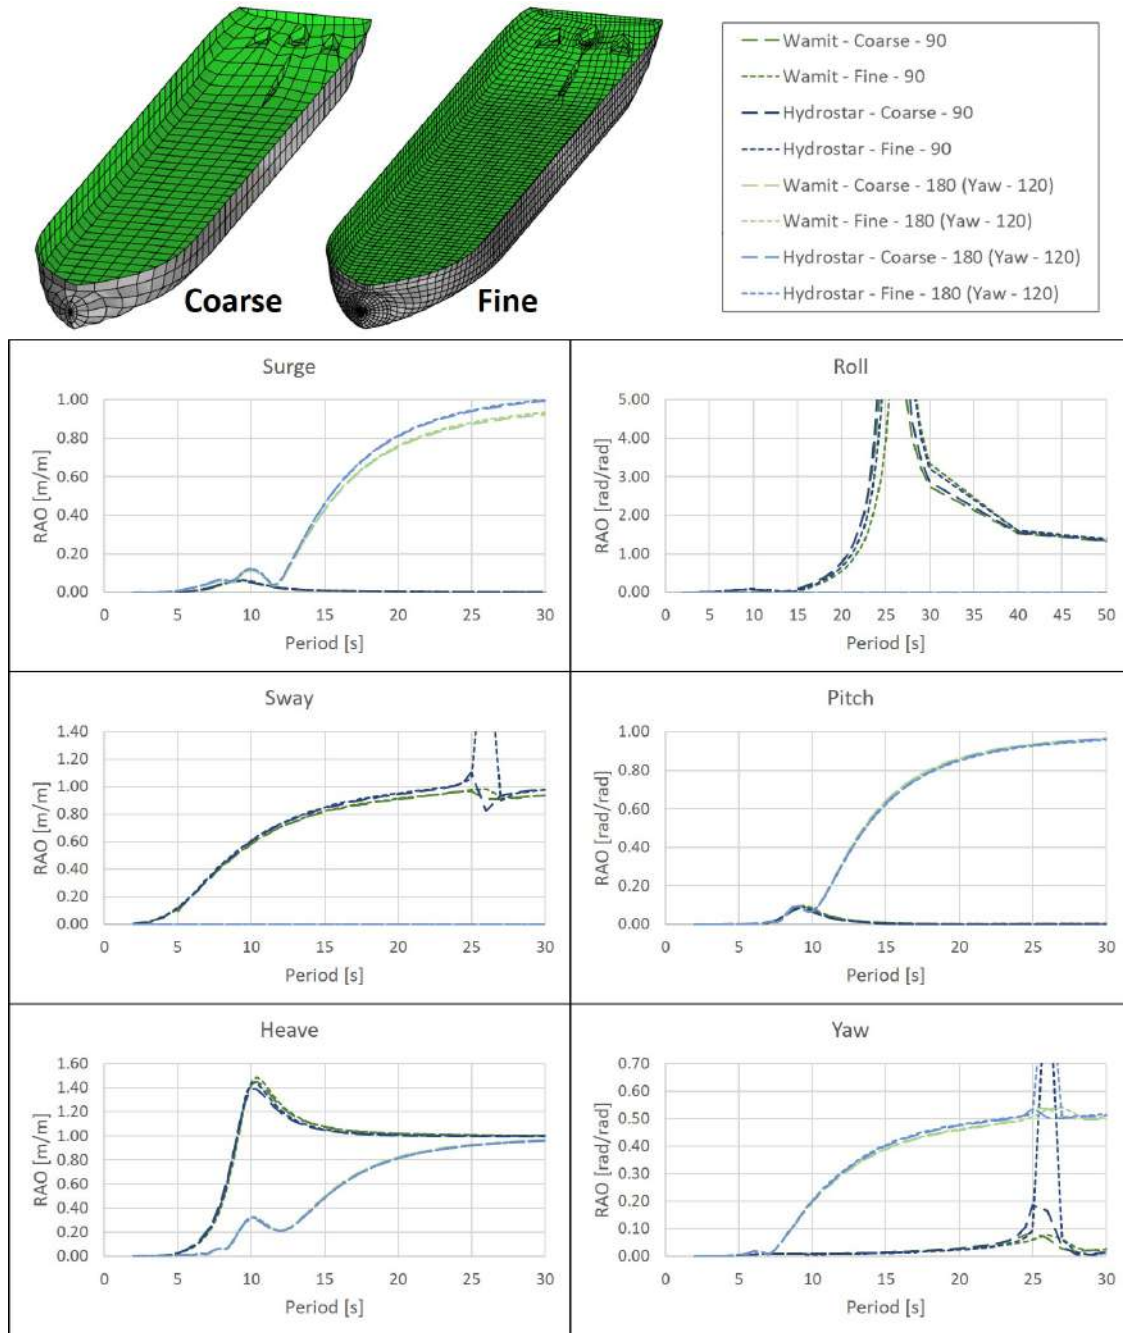 Coarse
Fine
Wamit - Coarse - 90
Wamit - Fine - 90
Hydrostar - Coarse - 90
Hydrostar - Fine - 90
Wamit - Coarse - 180 (Yaw - 120)
Wamit - Fine - 180 (Yaw - 120)
Hydrostar - Coarse - 180 (Yaw - 120)
Hydrostar - Fine - 180 (Yaw - 120)
Surge
RAO [m/m]
1.00
0.80
0.60
0.40
0.20
0.00
0 5 10 15 20 25 30
Period [s]
Roll
RAO [rad/rad]
5.00
4.00
3.00
2.00
1.00
0.00
0 5 10 15 20 25 30 40 50
Period [s]
Sway
RAO [m/m]
1.40
1.20
1.00
0.80
0.60
0.40
0.20
0.00
0 5 10 15 20 25 30
Period [s]
Pitch
RAO [rad/rad]
1.00
0.80
0.60
0.40
0.20
0.00
0 5 10 15 20 25 30
Period [s]
Heave
RAO [m/m]
1.60
1.40
1.20
1.00
0.80
0.60
0.40
0.20
0.00
0 5 10 15 20 25 30
Period [s]
Yaw
RAO [rad/rad]
0.70
0.60
0.50
0.40
0.30
0.20
0.10
0.00
0 5 10 15 20 25 30
Period [s]